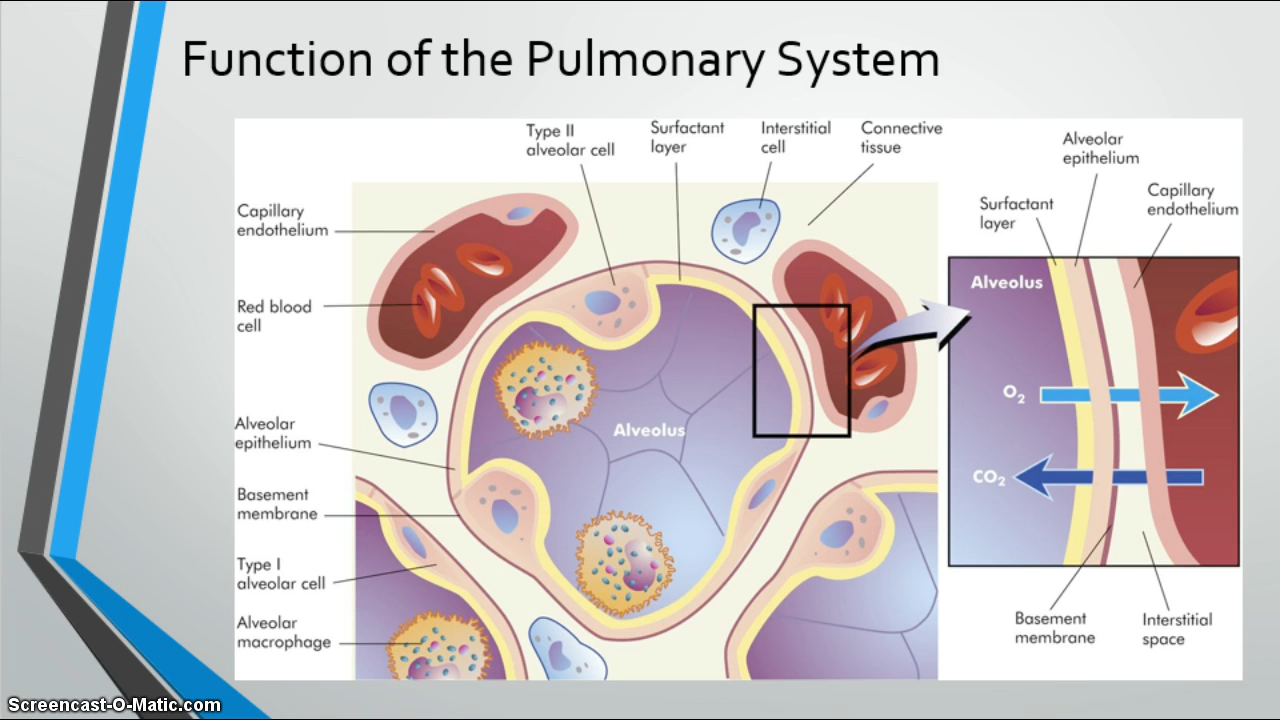 Function of the Pulmonary System
Type II
alveolar cell
Surfactant
layer
Interstitial
cell
Connective
tissue
Capillary
endothelium
Red blood
cell
Alveolar
epithelium
Basement
membrane
Type I
alveolar cell
Alveolar
macrophage
Alveolus
Alveolar
epithelium
Surfactant
layer
Capillary
endothelium
Alveolus
O₂
CO₂
Basement
membrane
Interstitial
space
Screencast-O-Matic.com